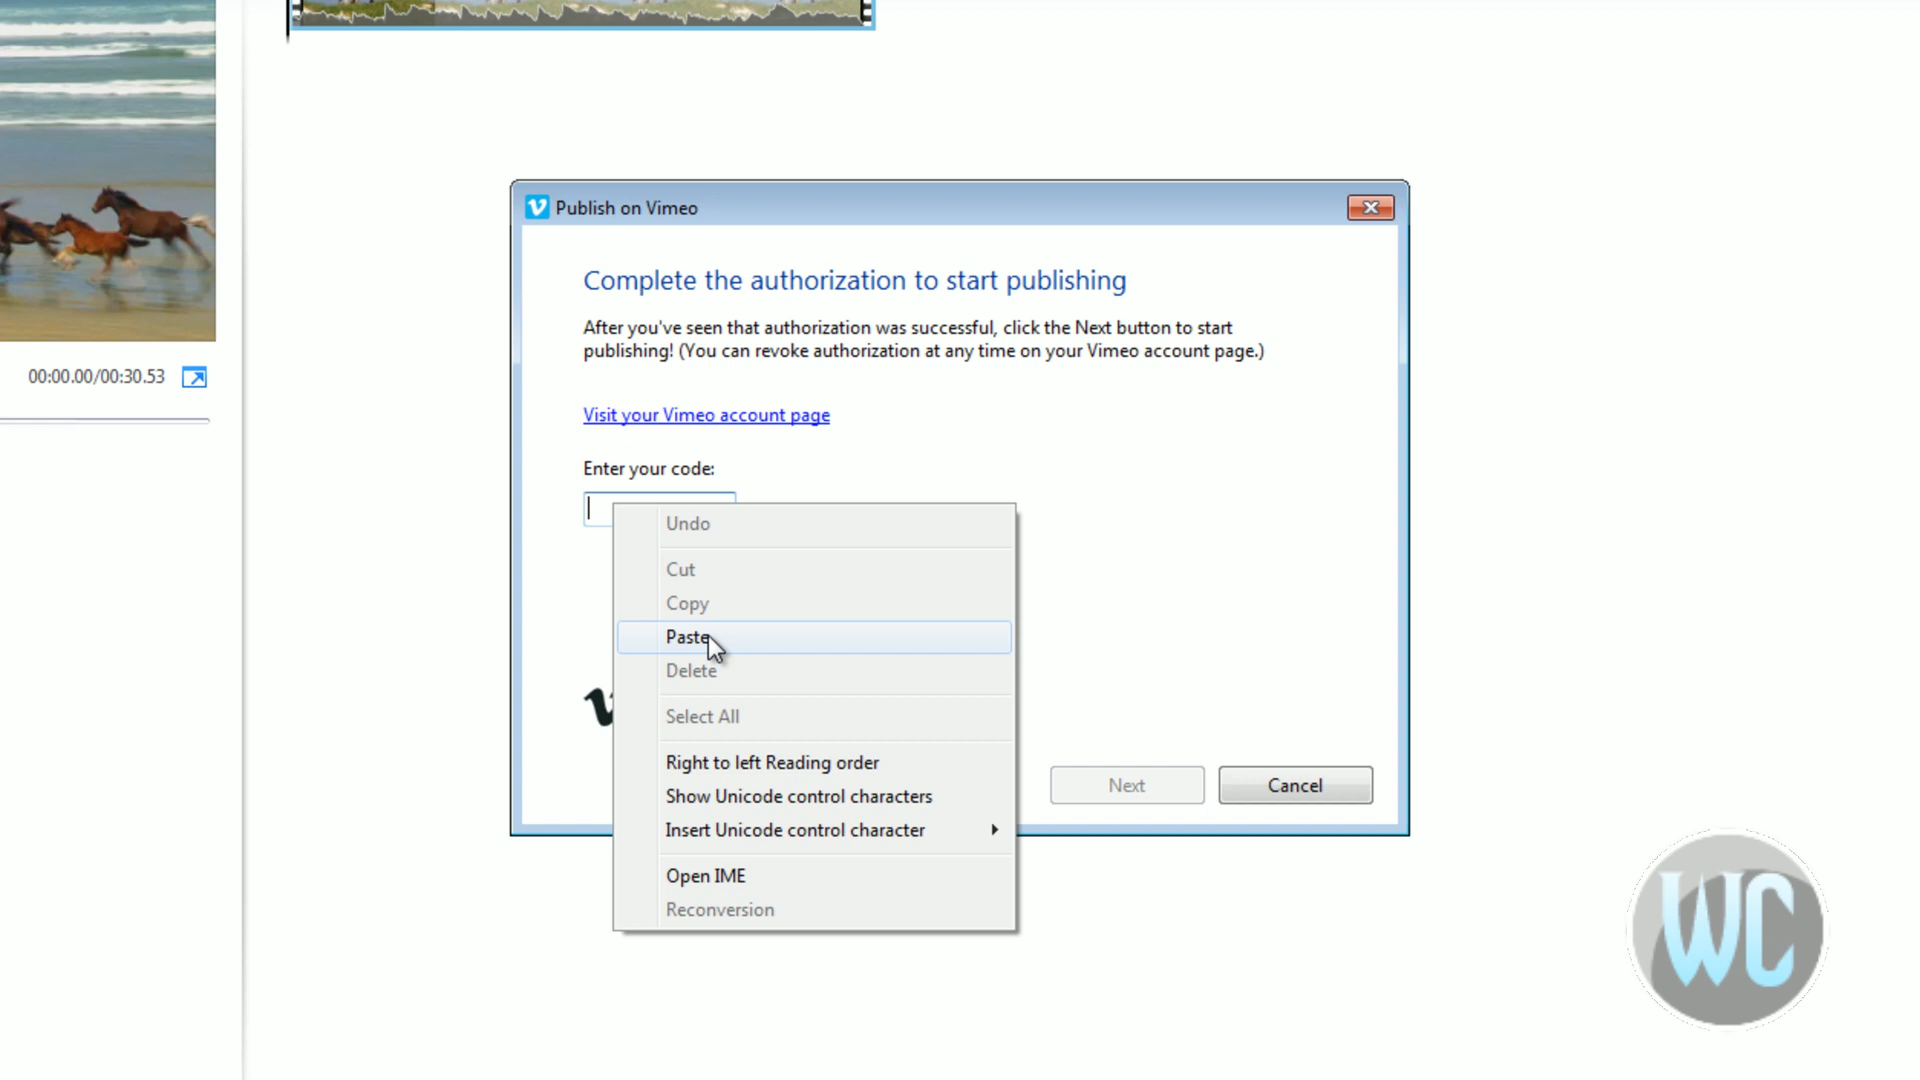 Publish on Vimeo
Complete the authorization to start publishing
After you've seen that authorization was successful, click the Next button to start
publishing! (You can revoke authorization at any time on your Vimeo account page.)
00:00.00/00:30.53
Visit your Vimeo account page
Enter your code:
Undo
Cut
Copy
Paste
Delete
v
Select All
Right to left Reading order
Show Unicode control characters
Insert Unicode control character
Open IME
Reconversion
Next
Cancel
WC